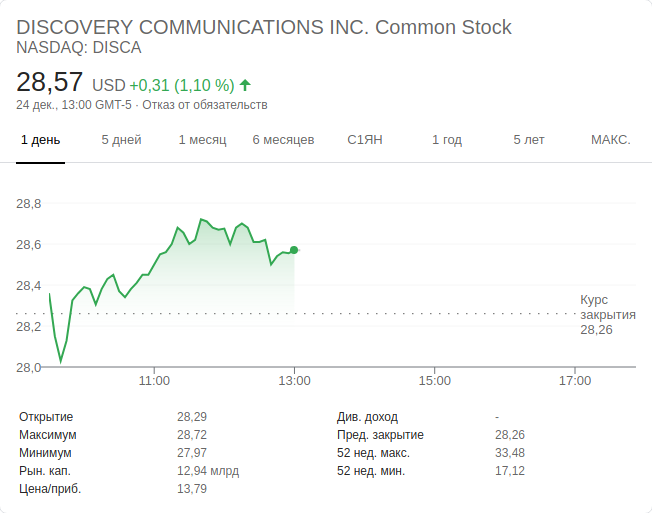 DISCOVERY COMMUNICATIONS INC. Common Stock
NASDAQ: DISCA
28,57 USD +0,31 (1,10 %)
24 дек., 13:00 GMT-5 · Отказ от обязательств
1 день 5 дней 1 месяц 6 месяцев С1ЯН 1 год 5 лет МАКС.
28,8
28,6
28,4
Курс
закрытия
28,26
28,2
28,0
11:00 13:00 15:00 17:00
Открытие 28,29 Див. доход -
Максимум 28,72 Пред. закрытие 28,26
Минимум 27,97 52 нед. макс. 33,48
Рын. кап. 12,94 млрд 52 нед. мин. 17,12
Цена/приб. 13,79